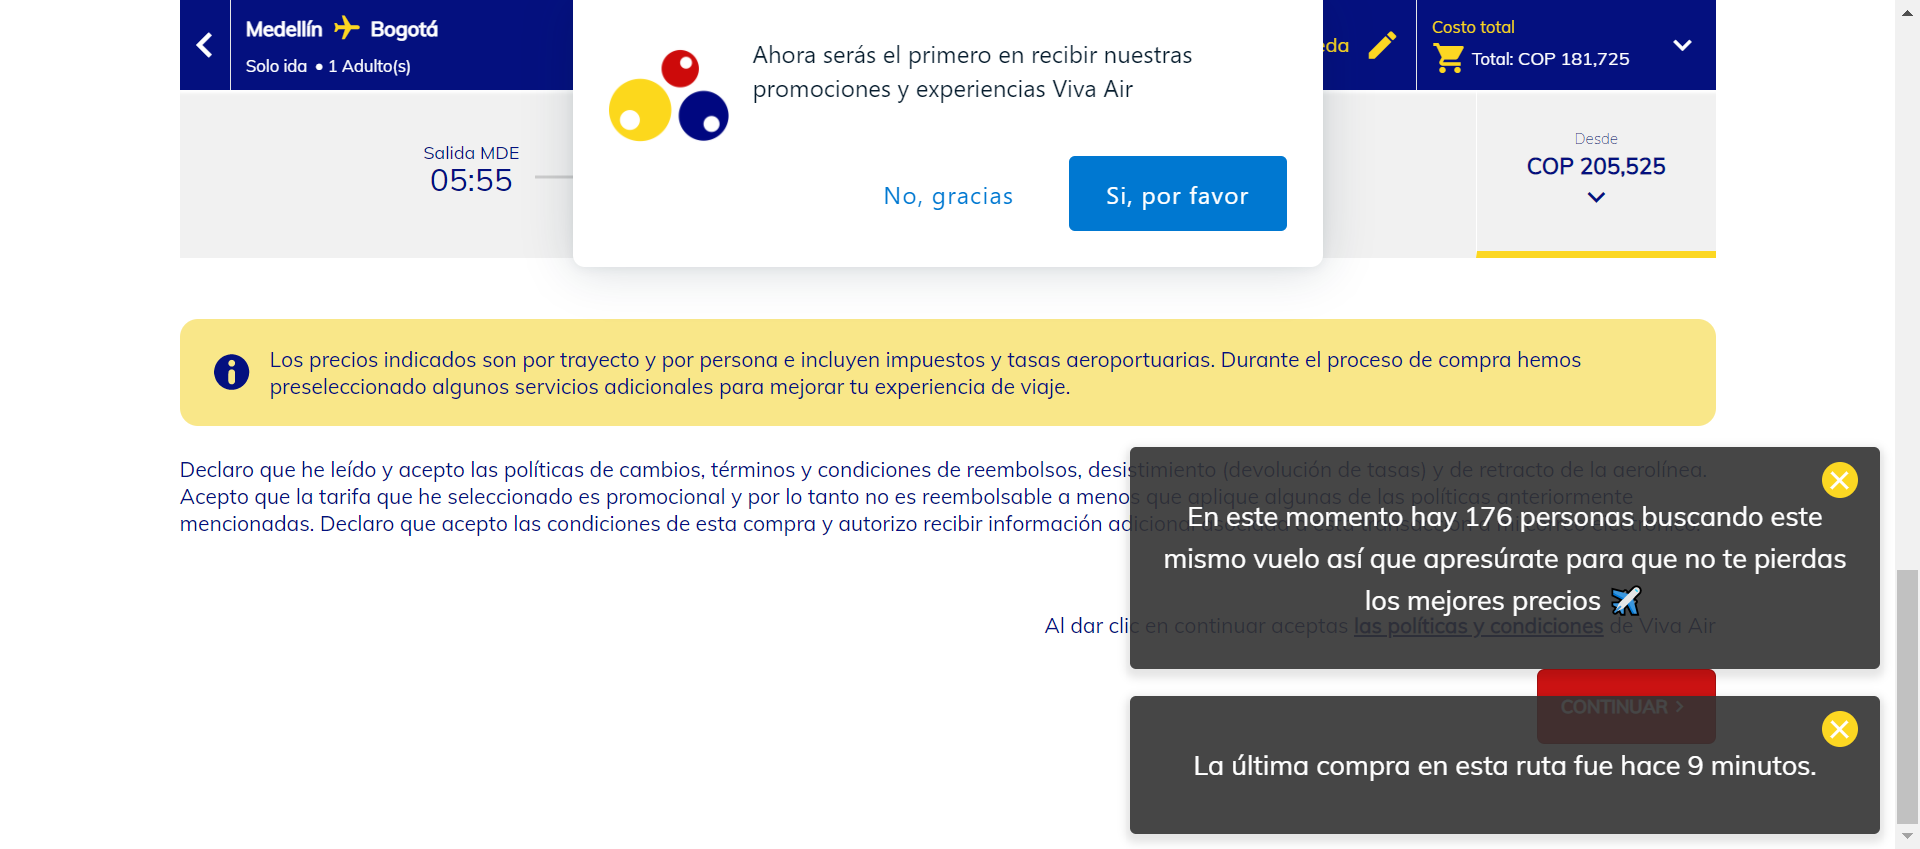 Medellín Bogotá
Solo ida • 1 Adulto(s)
Ahora serás el primero en recibir nuestras
promociones y experiencias Viva Air
No, gracias
Si, por favor
Costo total
Total: COP 181,725
Salida MDE
05:55
Desde
COP 205,525
Los precios indicados son por trayecto y por persona e incluyen impuestos y tasas aeroportuarias. Durante el proceso de compra hemos
preseleccionado algunos servicios adicionales para mejorar tu experiencia de viaje.
Declaro que he leído y acepto las políticas de cambios, términos y condiciones de reembolsos, desistimiento (devolución de tasas) y de retracto de la aerolínea.
Acepto que la tarifa que he seleccionado es promocional y por lo tanto no es reembolsable a menos que aplique algunas de las políticas anteriormente
mencionadas. Declaro que acepto las condiciones de esta compra y autorizo recibir información adicional asociada a esta transacción a mi correo electrónico.
En este momento hay 176 personas buscando este
mismo vuelo así que apresúrate para que no te pierdas
los mejores precios
Al dar clic en continuar aceptas las políticas y condiciones de Viva Air
CONTINUAR >
La última compra en esta ruta fue hace 9 minutos.